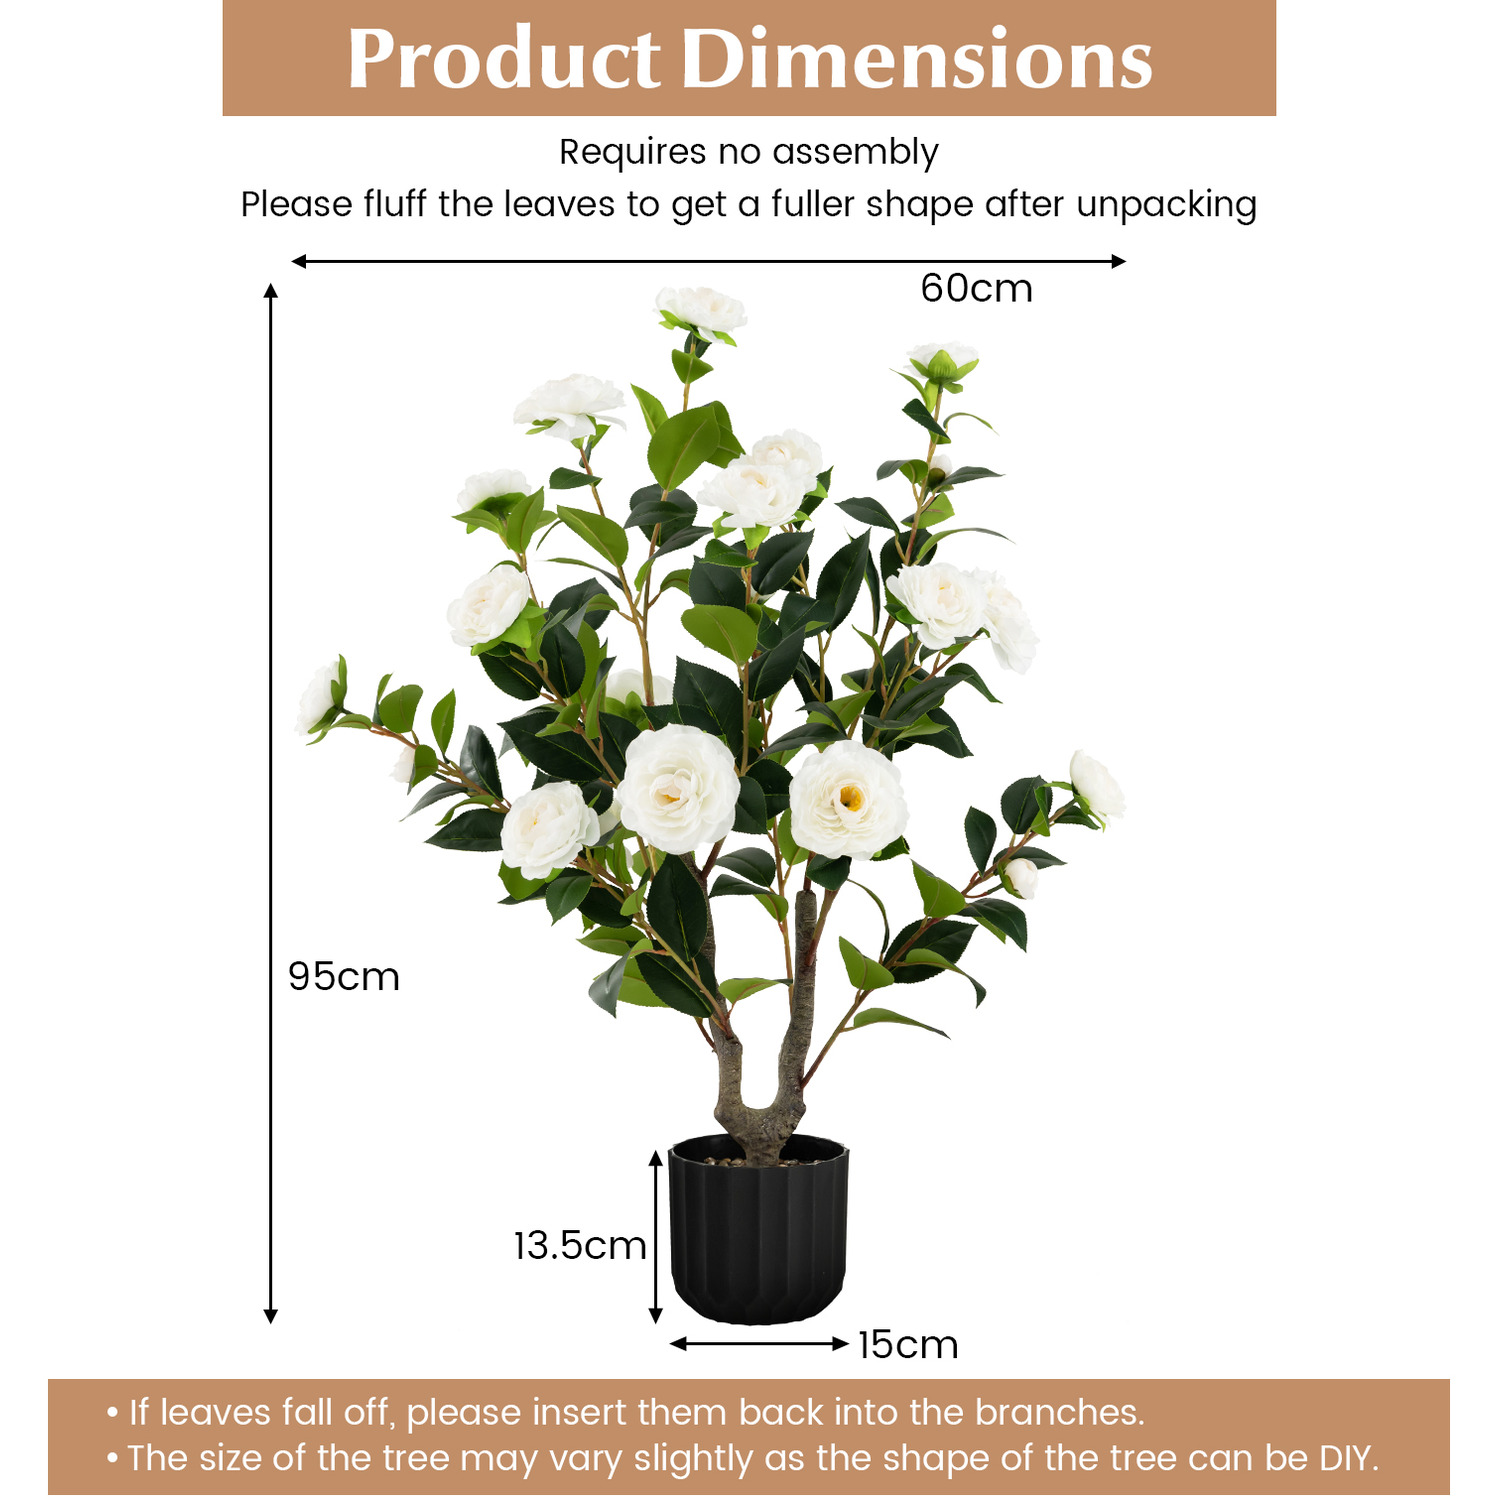 Product Dimensions
Requires no assembly
Please fluff the leaves to get a fuller shape after unpacking
60cm
95cm
13.5cm
15cm
• If leaves fall off, please insert them back into the branches.
• The size of the tree may vary slightly as the shape of the tree can be DIY.